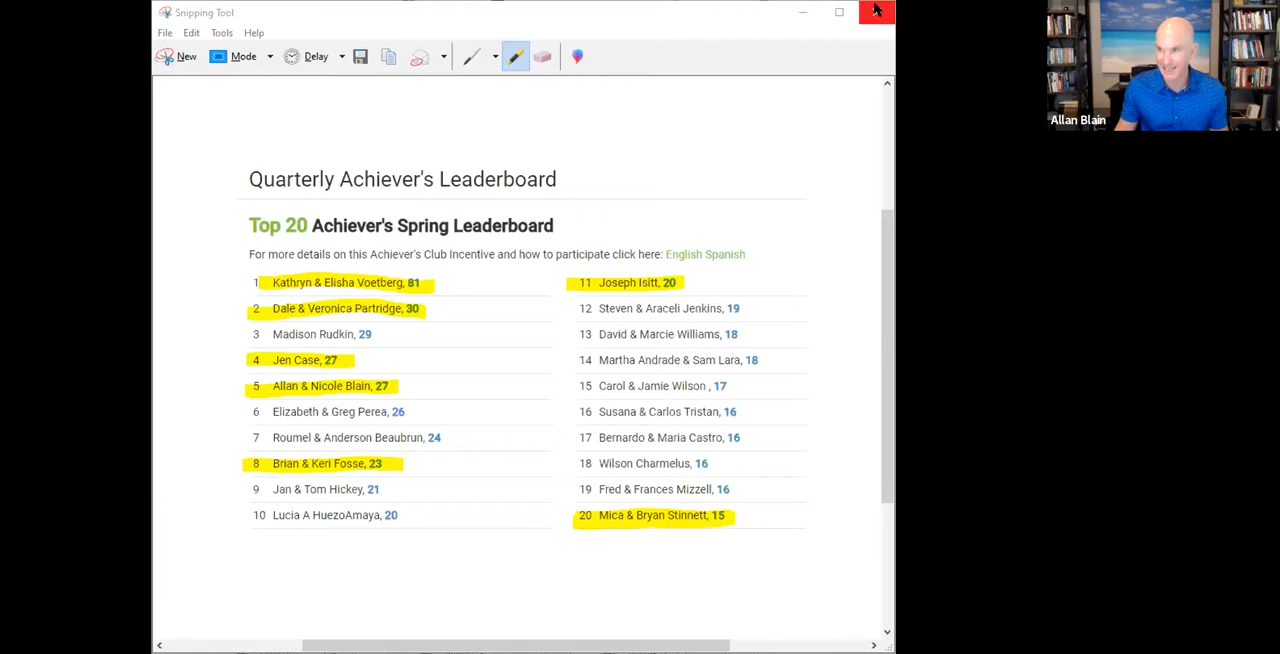 Snipping Tool
File Edit Tools Help
New Mode Delay
Quarterly Achiever's Leaderboard
Top 20 Achiever's Spring Leaderboard
For more details on this Achiever's Club Incentive and how to participate click here: English Spanish
1 Kathryn & Elisha Voetberg, 81
2 Dale & Veronica Partridge, 30
3 Madison Rudkin, 29
4 Jen Case, 27
5 Allan & Nicole Blain, 27
6 Elizabeth & Greg Perea, 26
7 Roumel & Anderson Beaubrun, 24
8 Brian & Keri Fosse, 23
9 Jan & Tom Hickey, 21
10 Lucia A HuezoAmaya, 20
11 Joseph Isitt, 20
12 Steven & Araceli Jenkins, 19
13 David & Marcie Williams, 18
14 Martha Andrade & Sam Lara, 18
15 Carol & Jamie Wilson , 17
16 Susana & Carlos Tristan, 16
17 Bernardo & Maria Castro, 16
18 Wilson Charmelus, 16
19 Fred & Frances Mizzell, 16
20 Mica & Bryan Stinnett, 15
Allan Blain